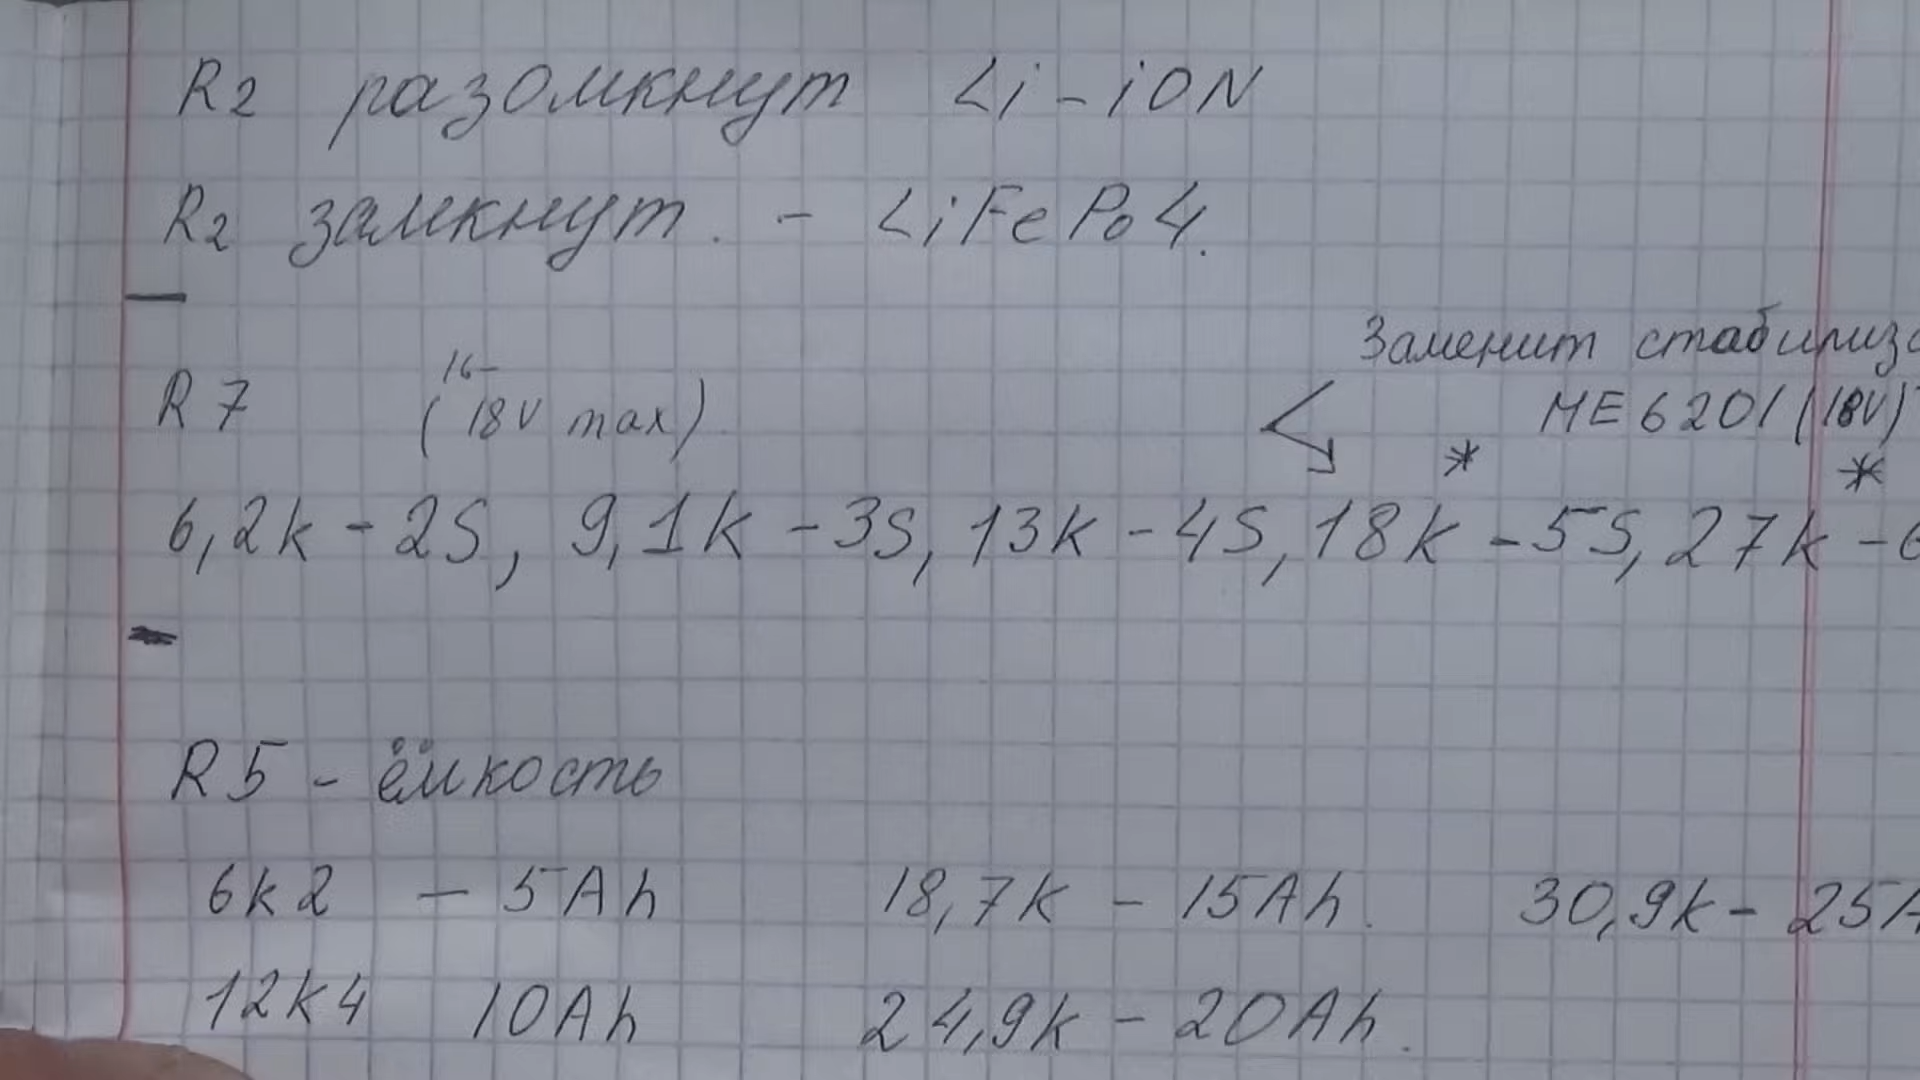 R2 разомкнут Li-iON
R2 замкнут. - LiFePo4.
Заменит стабилиз
R7 (16-18V max)
ME6201 (18V)
6,2k - 2S, 9,1k - 3S, 13k - 4S, 18k* - 5S, 27k* - 6
R5 - ёмкость
6k2 - 5Ah 18,7k - 15Ah. 30,9k - 25A
12k4 10Ah 24,9k - 20Ah.